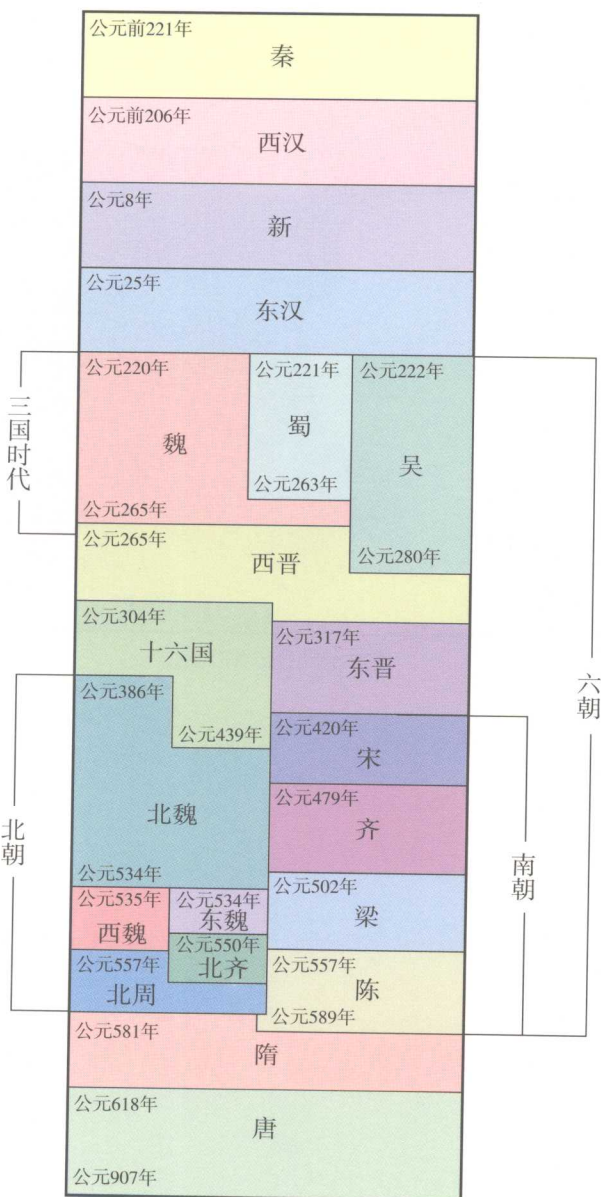 公元前221年
秦
公元前206年
西汉
公元8年
新
公元25年
东汉
三国时代
公元220年
魏
公元265年
公元221年
蜀
公元263年
公元222年
吴
公元280年
公元265年
西晋
六朝
公元304年
十六国
公元439年
公元317年
东晋
北朝
公元386年
北魏
公元534年
南朝
公元420年
宋
公元479年
齐
公元502年
梁
公元535年
西魏
公元534年
东魏
公元550年
北齐
公元557年
北周
公元557年
陈
公元589年
公元581年
隋
公元618年
唐
公元907年